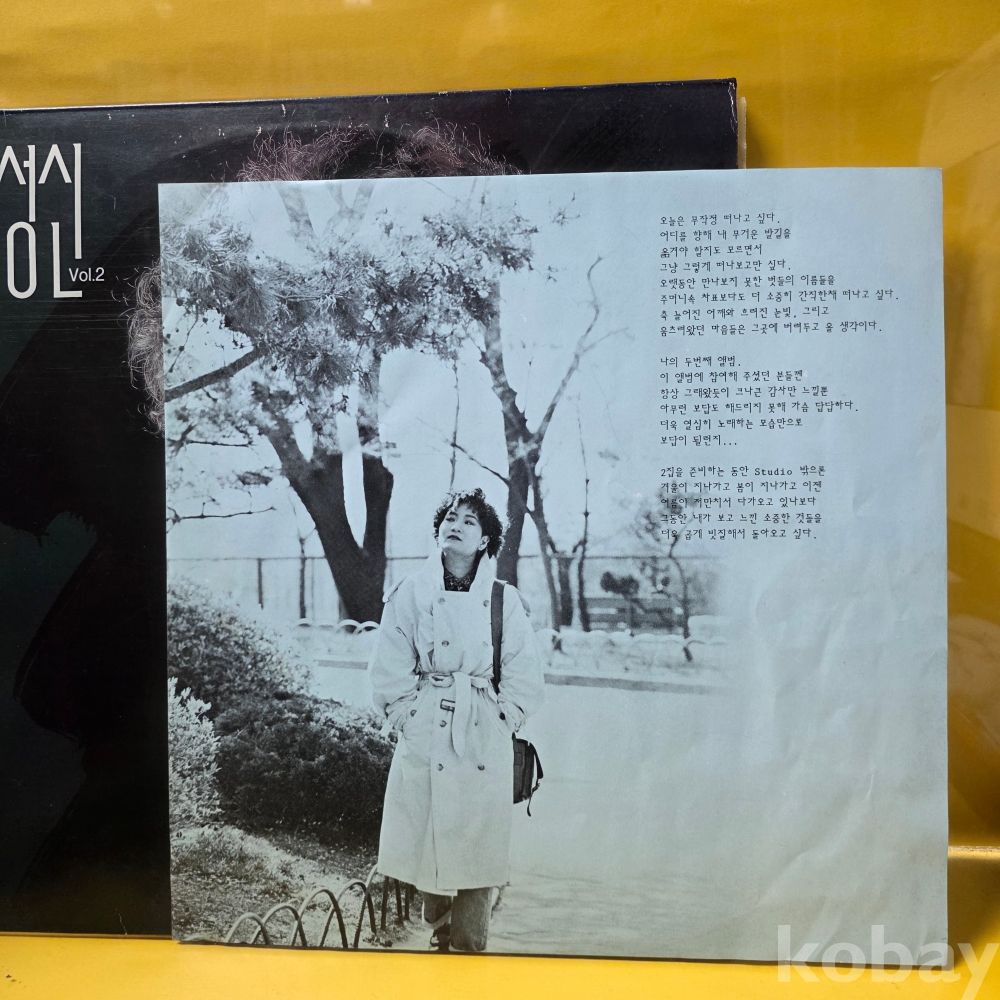 성신
인
Vol.2
오늘은 무작정 떠나고 싶다.
어디를 향해 내 무거운 발길을
옮겨야 할지도 모르면서
그냥 그렇게 떠나보고만 싶다.
오랫동안 만나보지 못한 벗들의 이름들을
주머니속 차표보다도 더 소중히 간직한채 떠나고 싶다.
축 늘어진 어깨와 흐려진 눈빛, 그리고
움츠려왔던 마음들은 그곳에 버려두고 올 생각이다.
나의 두번째 앨범.
이 앨범에 참여해 주셨던 분들껜
항상 그래왔듯이 크나큰 감사만 느낄뿐
아무런 보답도 해드리지 못해 가슴 답답하다.
더욱 열심히 노래하는 모습만으로
보답이 될런지...
2집을 준비하는 동안 Studio 밖으론
겨울이 지나가고 봄이 지나가고 이젠
여름이 저만치서 다가오고 있나보다
그동안 내가 보고 느낀 소중한 것들을
더욱 곱게 빗질해서 돌아오고 싶다.
kobay